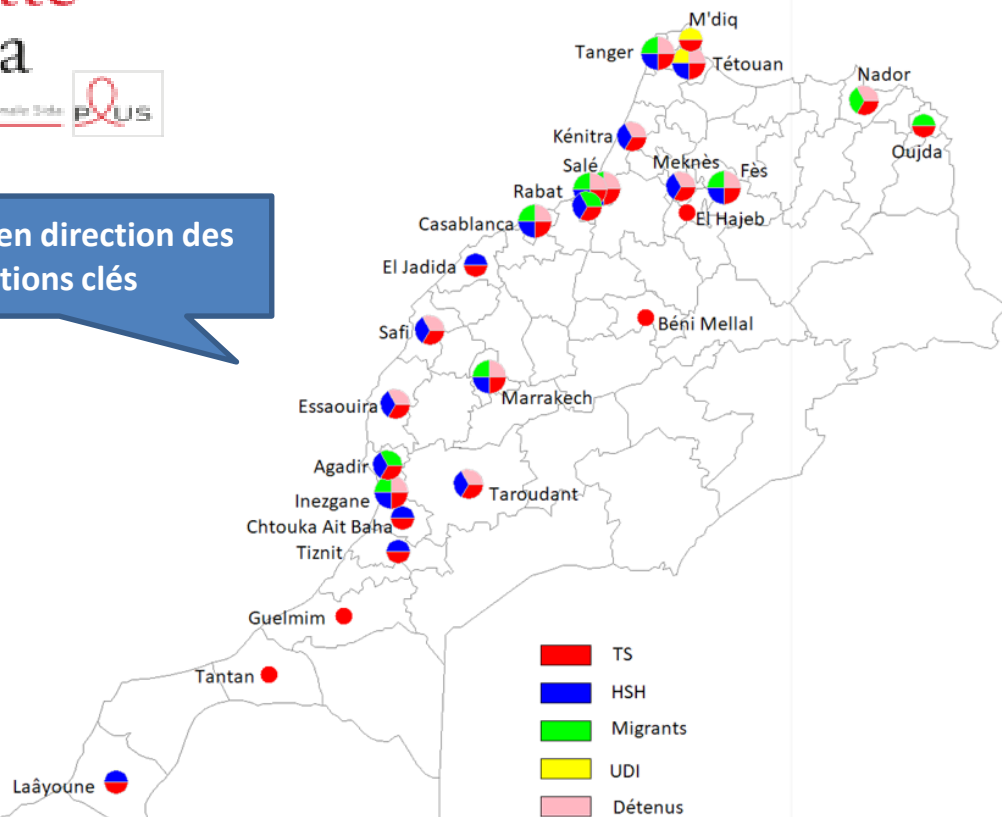 a
PLUS
en direction des
tions clés
M'diq
Tanger
Tétouan
Nador
Oujda
Kénitra
Salé
Meknès
Fès
Rabat
El Hajeb
Casablanca
El Jadida
Safi
Béni Mellal
Marrakech
Essaouira
Agadir
Inezgane
Taroudant
Chtouka Ait Baha
Tiznit
Guelmim
Tantan
Laâyoune
TS
HSH
Migrants
UDI
Détenus